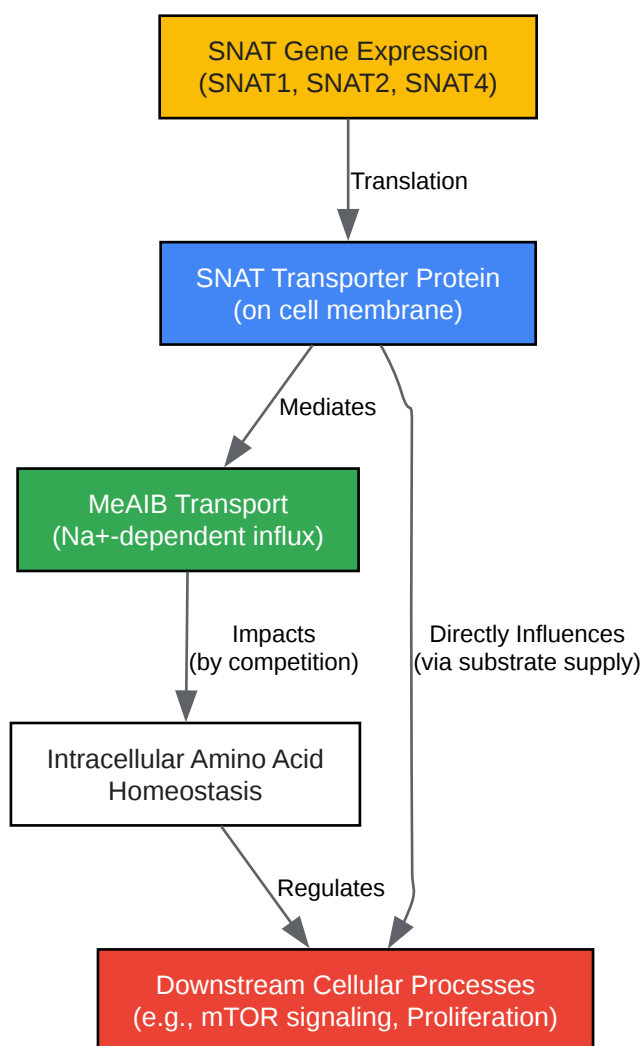 SNAT Gene Expression
(SNAT1, SNAT2, SNAT4)
Translation
SNAT Transporter Protein
(on cell membrane)
Mediates
MeAIB Transport
(Na+-dependent influx)
Impacts
(by competition)
Directly Influences
(via substrate supply)
Intracellular Amino Acid
Homeostasis
Regulates
Downstream Cellular Processes
(e.g., mTOR signaling, Proliferation)